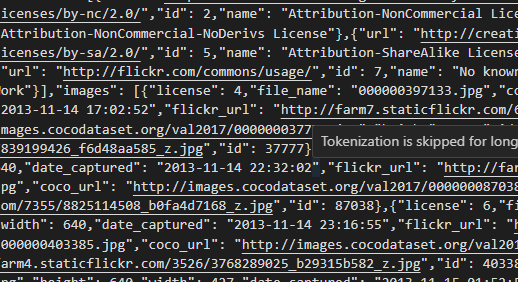 icenses/by-nc/2.0/","id": 2,"name": "Attribution-NonCommercial Lice
Attribution-NonCommercial-NoDerivs License"},{"url": "http://creati
icenses/by-sa/2.0/","id": 5,"name": "Attribution-ShareAlike License
"url": "http://flickr.com/commons/usage/","id": 7,"name": "No known
ork"}],"images": [{"license": 4,"file_name": "000000397133.jpg","co
2013-11-14 17:02:52","flickr_url": "http://farm7.staticflickr.com/6
mages.cocodataset.org/val2017/0000000377
839199426_f6d48aa585_z.jpg","id": 37777}
Tokenization is skipped for long
40,"date_captured": "2013-11-14 22:32:02","flickr_url": "http://far
pg","coco_url": "http://images.cocodataset.org/val2017/000000087038
om/7355/8825114508_b0fa4d7168_z.jpg","id": 87038},{"license": 6,"fi
width": 640,"date_captured": "2013-11-14 23:16:55","flickr_url": "h
000000403385.jpg","coco_url": "http://images.cocodataset.org/val201
farm4.staticflickr.com/3526/3768289025_b29315b582_z.jpg","id": 40338